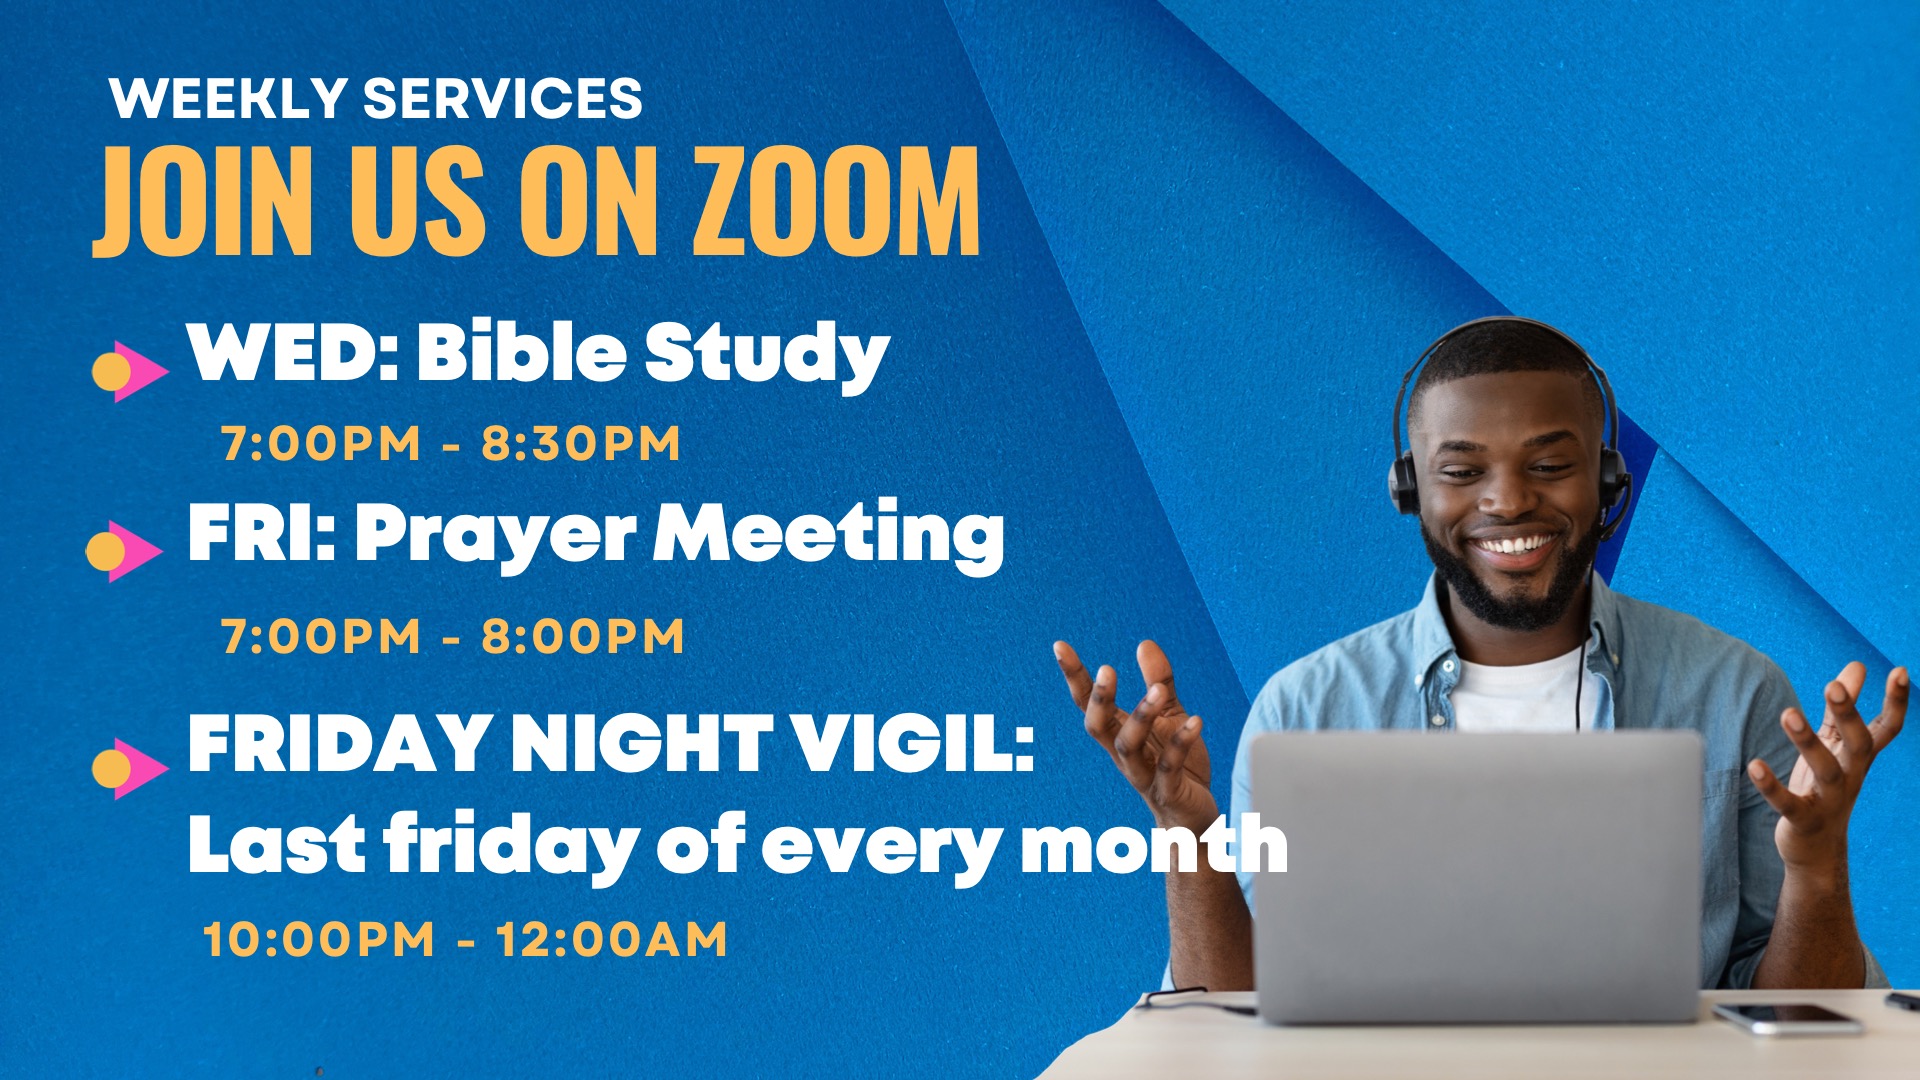 WEEKLY SERVICES
JOIN US ON ZOOM
WED: Bible Study
7:00PM - 8:30PM
FRI: Prayer Meeting
7:00PM - 8:00PM
FRIDAY NIGHT VIGIL:
Last friday of every month
10:00PM - 12:00AM